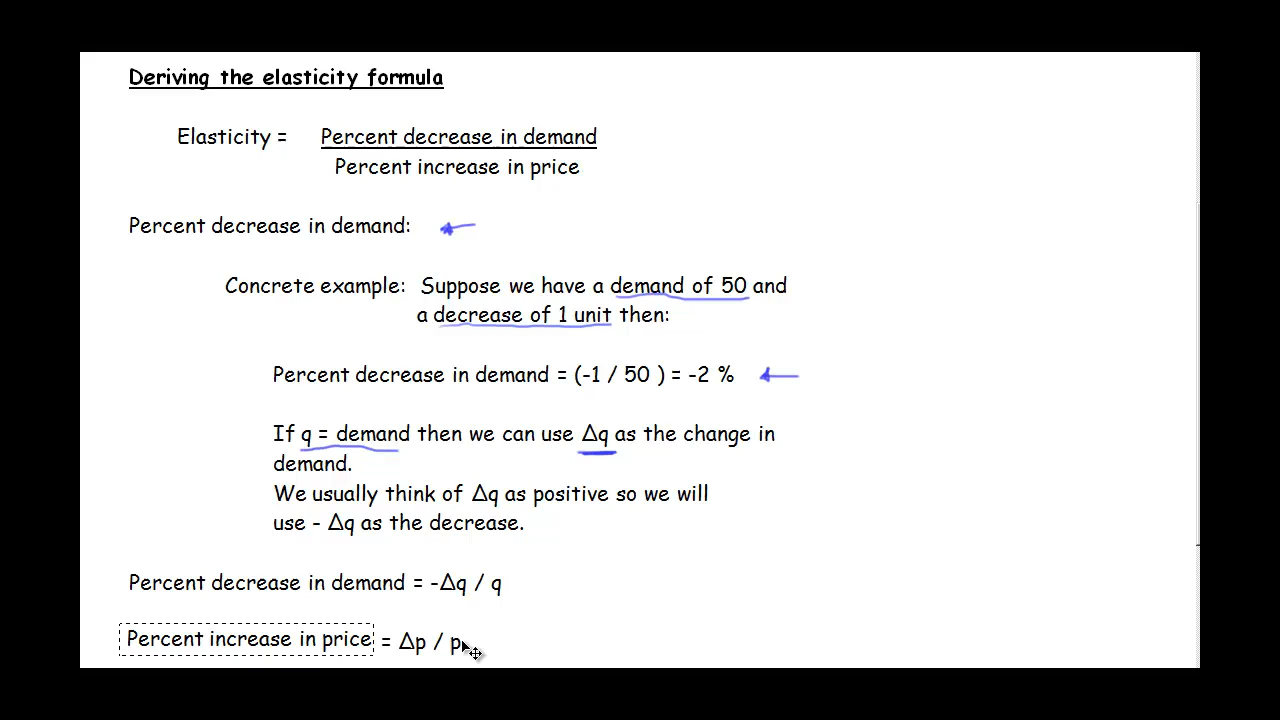 Deriving the elasticity formula
Elasticity = Percent decrease in demand
Percent increase in price
Percent decrease in demand:
Concrete example: Suppose we have a demand of 50 and
a decrease of 1 unit then:
Percent decrease in demand = (-1 / 50 ) = -2 %
If q = demand then we can use Δq as the change in
demand.
We usually think of Δq as positive so we will
use - Δq as the decrease.
Percent decrease in demand = -Δq / q
Percent increase in price = Δp / p